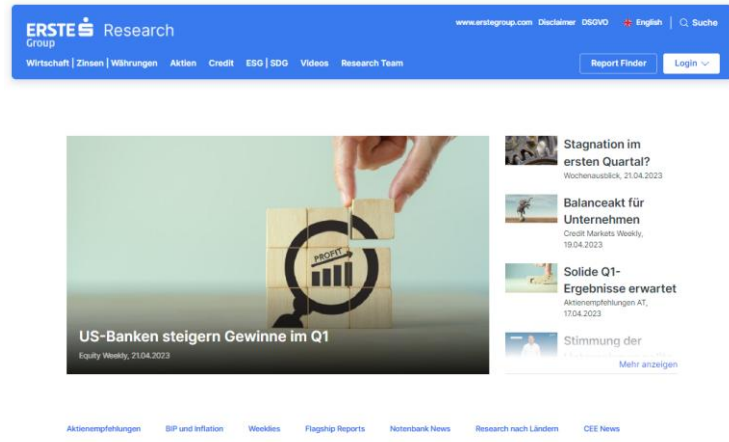 ERSTE Research
Group
www.erstegroup.com Disclaimer DSGVO English Suche
Wirtschaft | Zinsen | Währungen Aktien Credit ESG | SDG Videos Research Team
Report Finder Login
PROFIT
US-Banken steigern Gewinne im Q1
Equity Weekly, 21.04.2023
Stagnation im
ersten Quartal?
Wochenausblick, 21.04.2023
Balanceakt für
Unternehmen
Credit Markets Weekly,
19.04.2023
Solide Q1-
Ergebnisse erwartet
Aktienempfehlungen AT,
17.04.2023
Stimmung der
Mehr anzeigen
Aktienempfehlungen BIP und Inflation Weeklies Flagship Reports Notenbank News Research nach Ländern CEE News